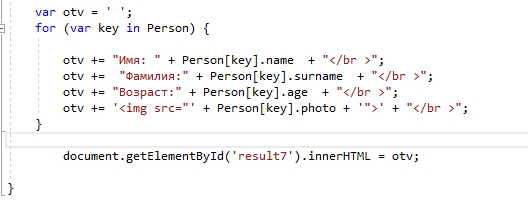 var otv = ' ';
for (var key in Person) {
otv += "Имя: " + Person[key].name + "</br >";
otv += "Фамилия:" + Person[key].surname + "</br >";
otv += "Возраст:" + Person[key].age + "</br >";
otv += '<img src="' + Person[key].photo + '">' + "</br >";
}
document.getElementById('result7').innerHTML = otv;
}